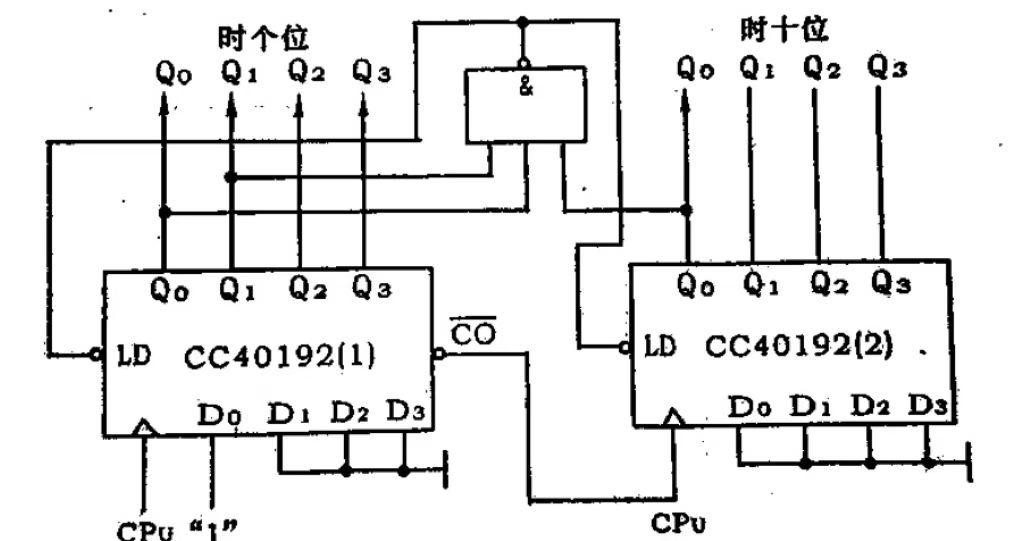 时个位
时十位
Q0 Q1 Q2 Q3
Q0 Q1 Q2 Q3
&
Q0 Q1 Q2 Q3
Q0 Q1 Q2 Q3
CO
LD CC40192(1)
LD CC40192(2)
D0 D1 D2 D3
D0 D1 D2 D3
CPU “1”
CPU